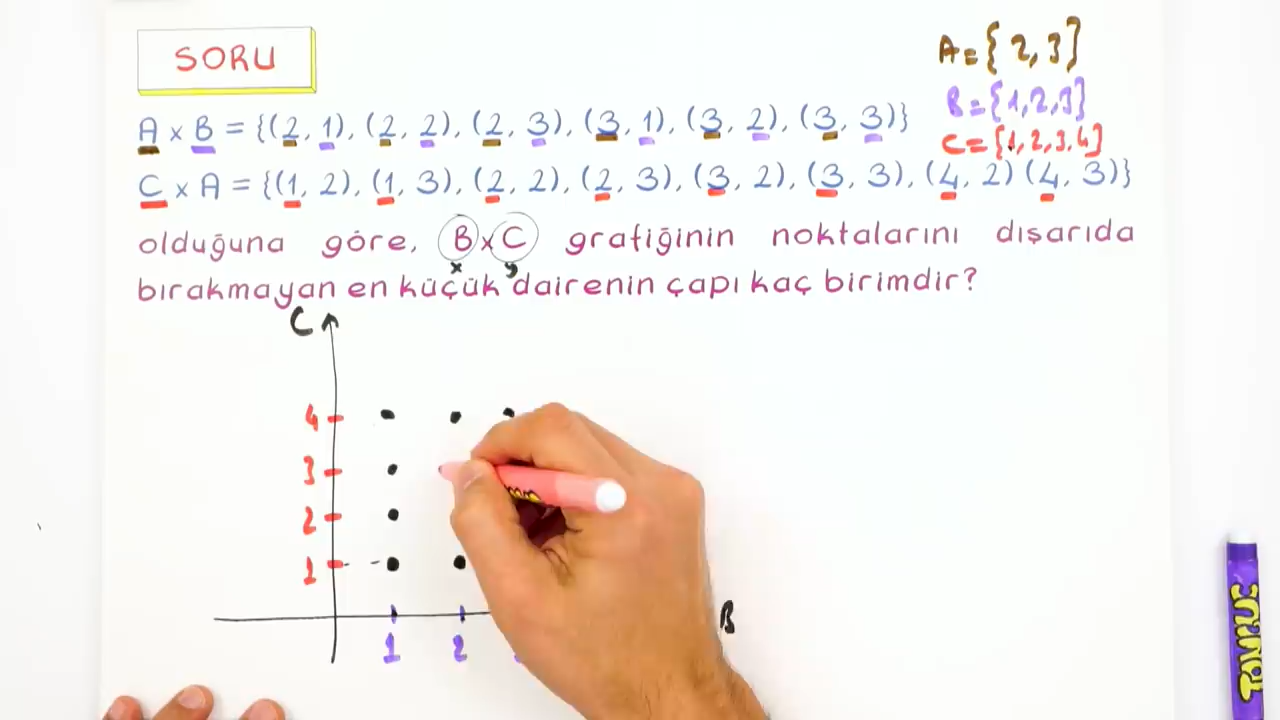 SORU
A = {2, 3}
B = {1, 2, 3}
C = {1, 2, 3, 4}
A x B = {(2, 1), (2, 2), (2, 3), (3, 1), (3, 2), (3, 3)}
C x A = {(1, 2), (1, 3), (2, 2), (2, 3), (3, 2), (3, 3), (4, 2) (4, 3)}
olduğuna göre, B x C grafiğinin noktalarını dışarıda
x y
bırakmayan en küçük dairenin çapı kaç birimdir?
C
4
3
2
1
B
1 2
TONGUÇ